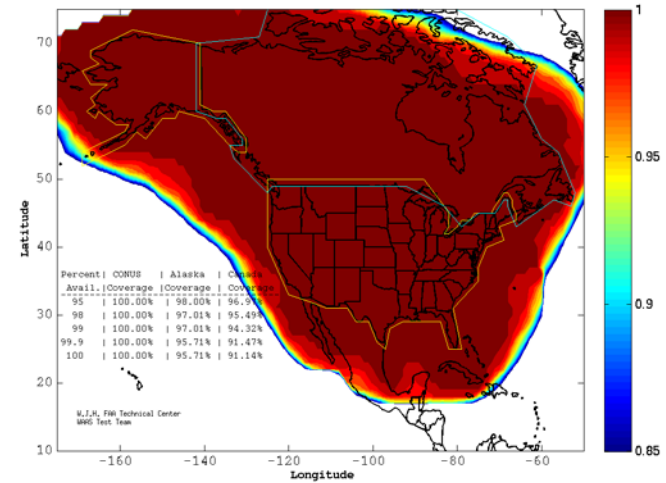 70
60
50
40
30
20
10
Latitude
-160
-140
-120
-100
-80
-60
Longitude
1
0.95
0.9
0.85
Percent| CONUS | Alaska | Canada
Avail.|Coverage |Coverage | Coverage
95 | 100.00% | 98.00% | 96.97%
98 | 100.00% | 97.01% | 95.49%
99 | 100.00% | 97.01% | 94.32%
99.9 | 100.00% | 95.71% | 91.47%
100 | 100.00% | 95.71% | 91.14%
W.J.H. FAA Technical Center
WAAS Test Team